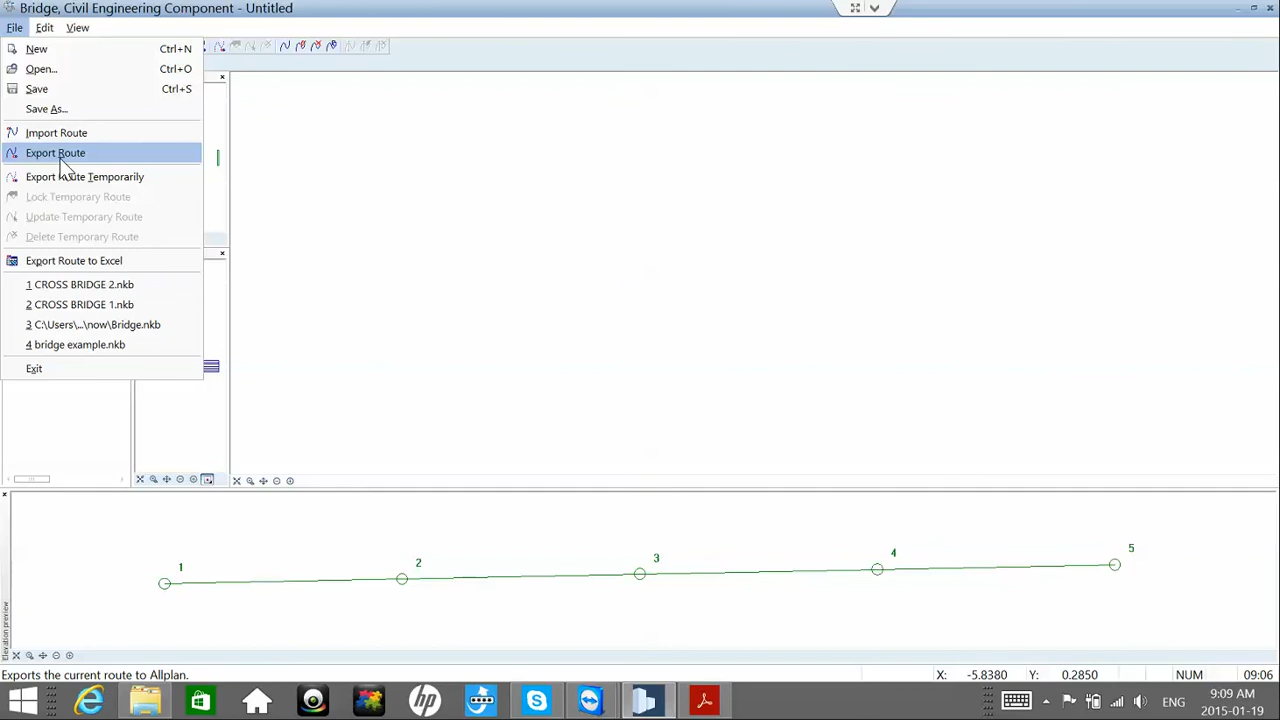 Bridge, Civil Engineering Component - Untitled
File Edit View
New Ctrl+N
Open... Ctrl+O
Save Ctrl+S
Save As...
Import Route
Export Route
Export Route Temporarily
Lock Temporary Route
Update Temporary Route
Delete Temporary Route
Export Route to Excel
1 CROSS BRIDGE 2.nkb
2 CROSS BRIDGE 1.nkb
3 C:\Users\...\now\Bridge.nkb
4 bridge example.nkb
Exit
1 2 3 4 5
Elevation preview
Exports the current route to Allplan. X: -5.8380 Y: 0.2850 NUM 09:06
hp
ENG
9:09 AM
2015-01-19